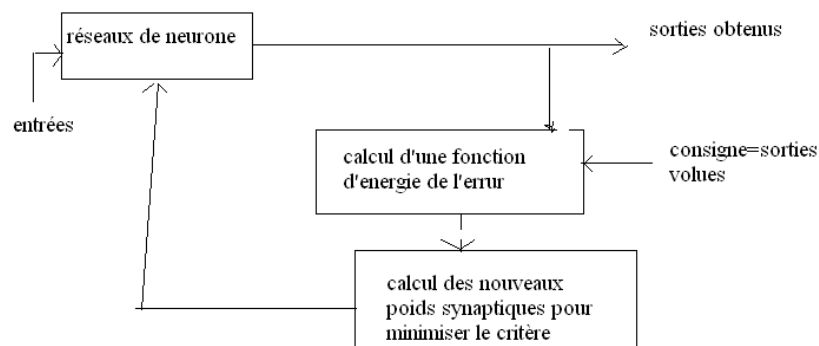 réseaux de neurone
sorties obtenus
entrées
calcul d'une fonction
d'energie de l'errur
consigne=sorties
volues
calcul des nouveaux
poids synaptiques pour
minimiser le critère